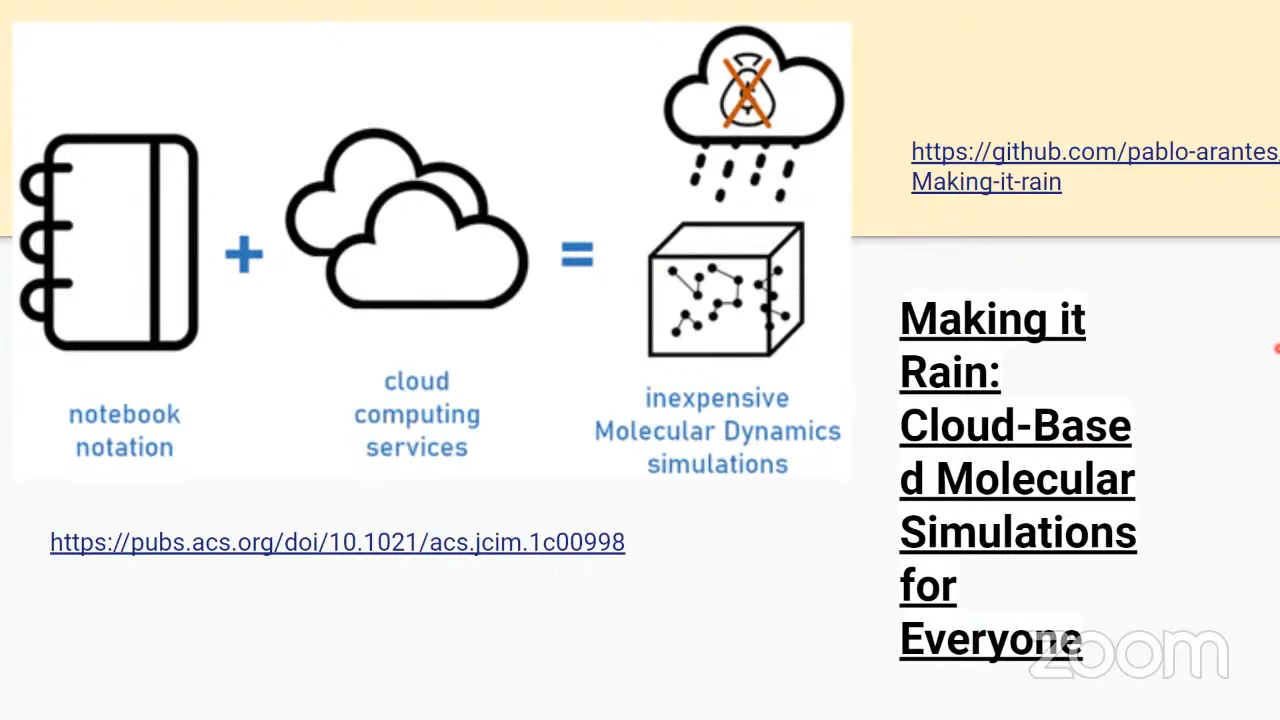 notebook
notation
+
cloud
computing
services
=
inexpensive
Molecular Dynamics
simulations
https://pubs.acs.org/doi/10.1021/acs.jcim.1c00998
https://github.com/pablo-arantes/
Making-it-rain
Making it
Rain:
Cloud-Base
d Molecular
Simulations
for
Everyone
zoom